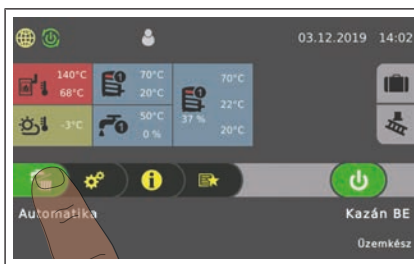 03.12.2019 14:02
140°C
68°C
70°C
20°C
70°C
22°C
20°C
37 %
-3°C
50°C
0 %
Automatika
Kazán BE
Üzemkész